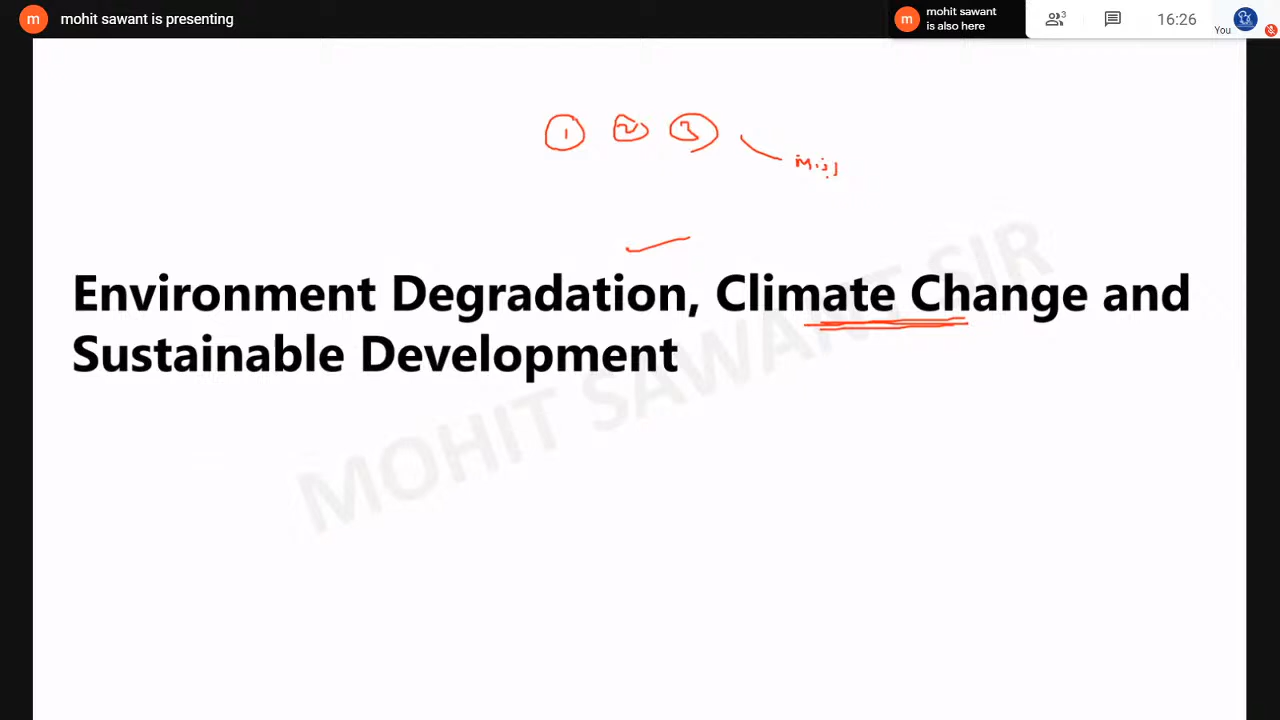 m mohit sawant is presenting
m mohit sawant
is also here
3
16:26
You
1 2 3
Environment Degradation, Climate Change and
Sustainable Development
MOHIT SAWANT SIR